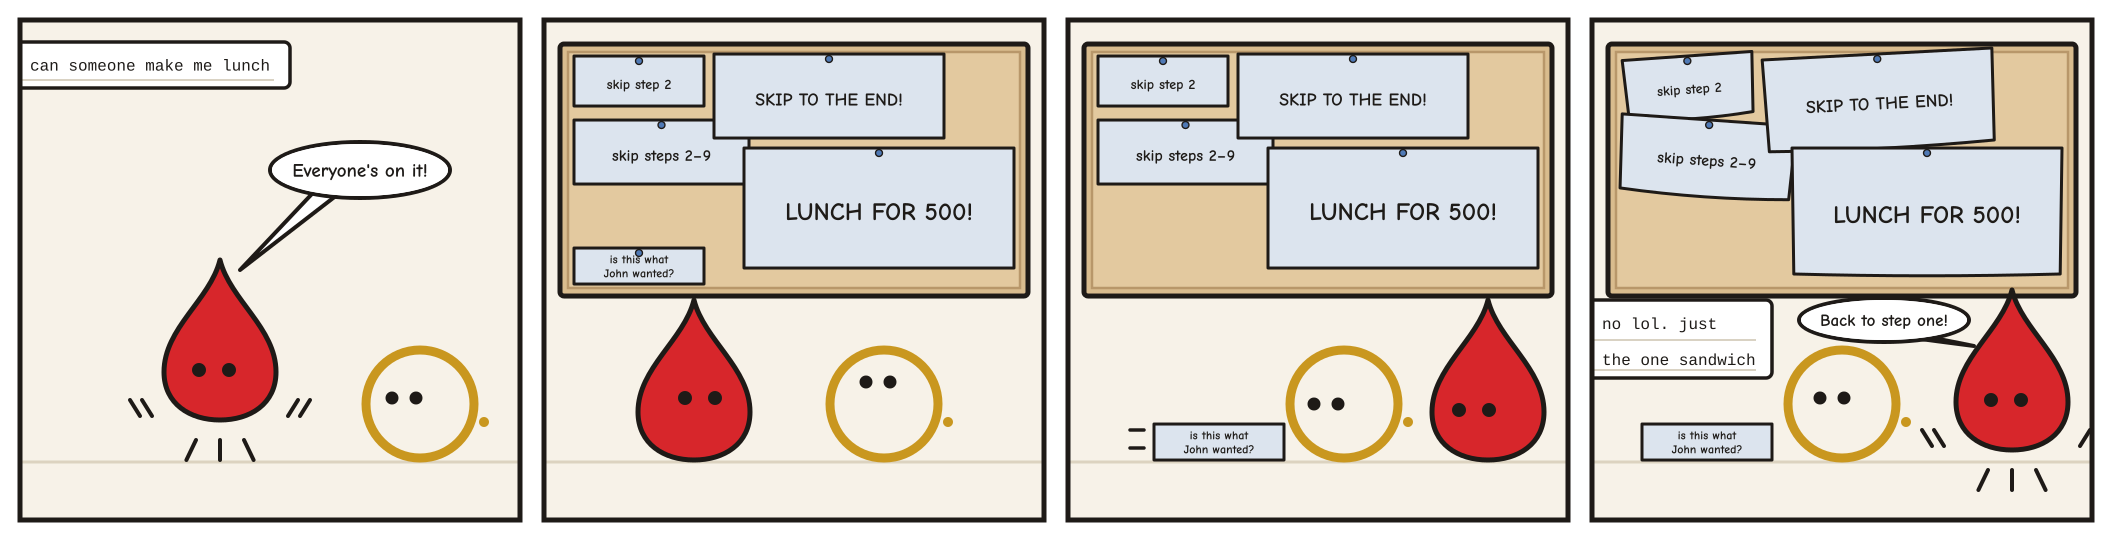 can someone make me lunch
Everyone's on it!
skip step 2
SKIP TO THE END!
skip steps 2–9
LUNCH FOR 500!
is this what
John wanted?
skip step 2
SKIP TO THE END!
skip steps 2–9
LUNCH FOR 500!
is this what
John wanted?
skip step 2
SKIP TO THE END!
skip steps 2–9
LUNCH FOR 500!
no lol. just
the one sandwich
Back to step one!
is this what
John wanted?